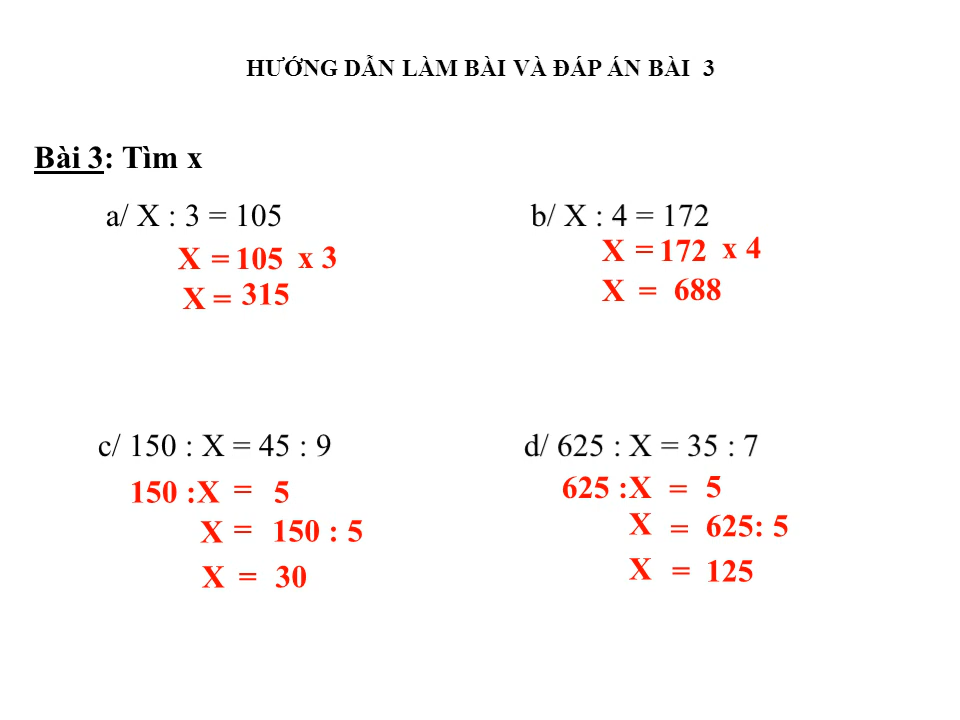 HƯỚNG DẪN LÀM BÀI VÀ ĐÁP ÁN BÀI 3
Bài 3: Tìm x
a/ X : 3 = 105
X = 105 x 3
X = 315
b/ X : 4 = 172
X = 172 x 4
X = 688
c/ 150 : X = 45 : 9
150 :X = 5
X = 150 : 5
X = 30
d/ 625 : X = 35 : 7
625 :X = 5
X = 625: 5
X = 125